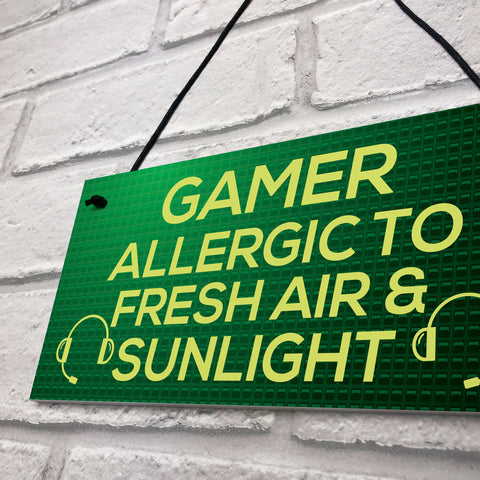 GAMER
ALLERGIC TO
FRESH AIR &
SUNLIGHT